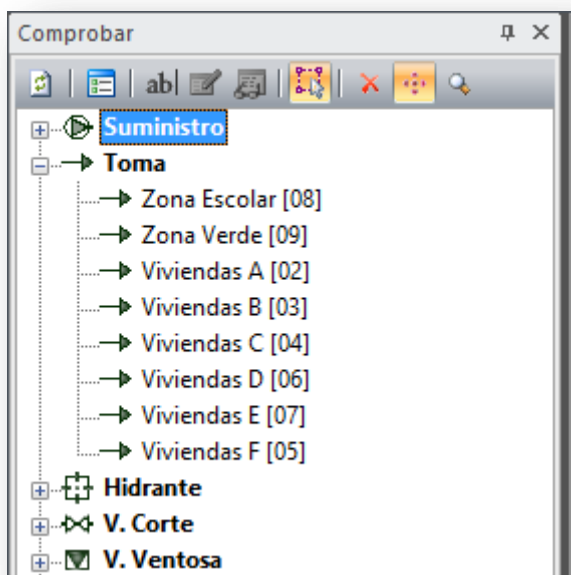 Comprobar
ab
Suministro
Toma
Zona Escolar [08]
Zona Verde [09]
Viviendas A [02]
Viviendas B [03]
Viviendas C [04]
Viviendas D [06]
Viviendas E [07]
Viviendas F [05]
Hidrante
V. Corte
V. Ventosa